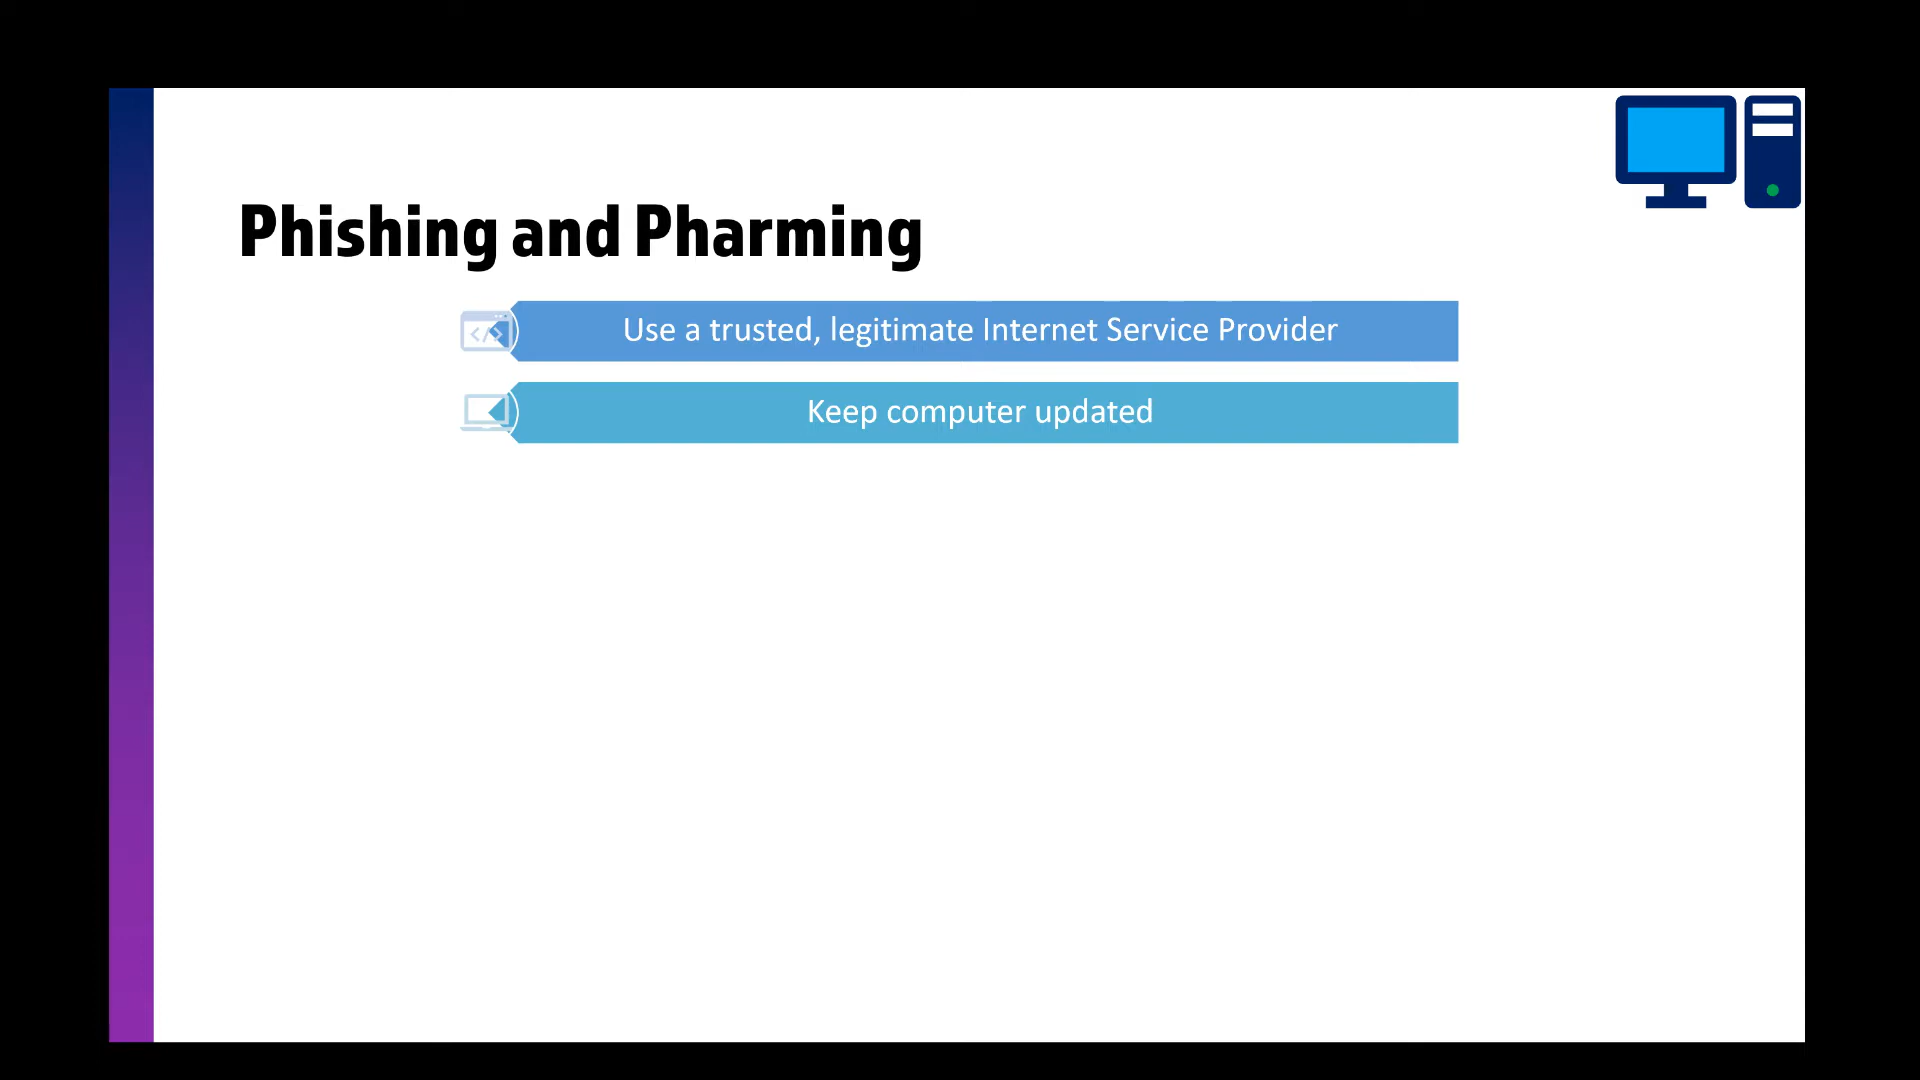 Phishing and Pharming
Use a trusted, legitimate Internet Service Provider
Keep computer updated